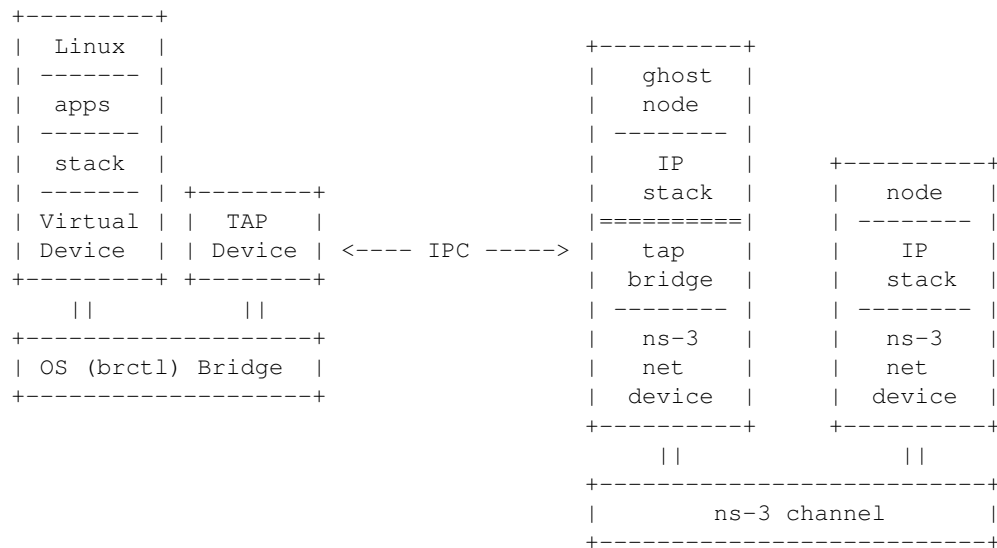 Linux
apps
stack
Virtual
Device
TAP
Device
<---- IPC ----->
OS (brctl) Bridge
ghost
node
IP
stack
tap
bridge
ns-3
net
device
node
IP
stack
ns-3
net
device
ns-3 channel